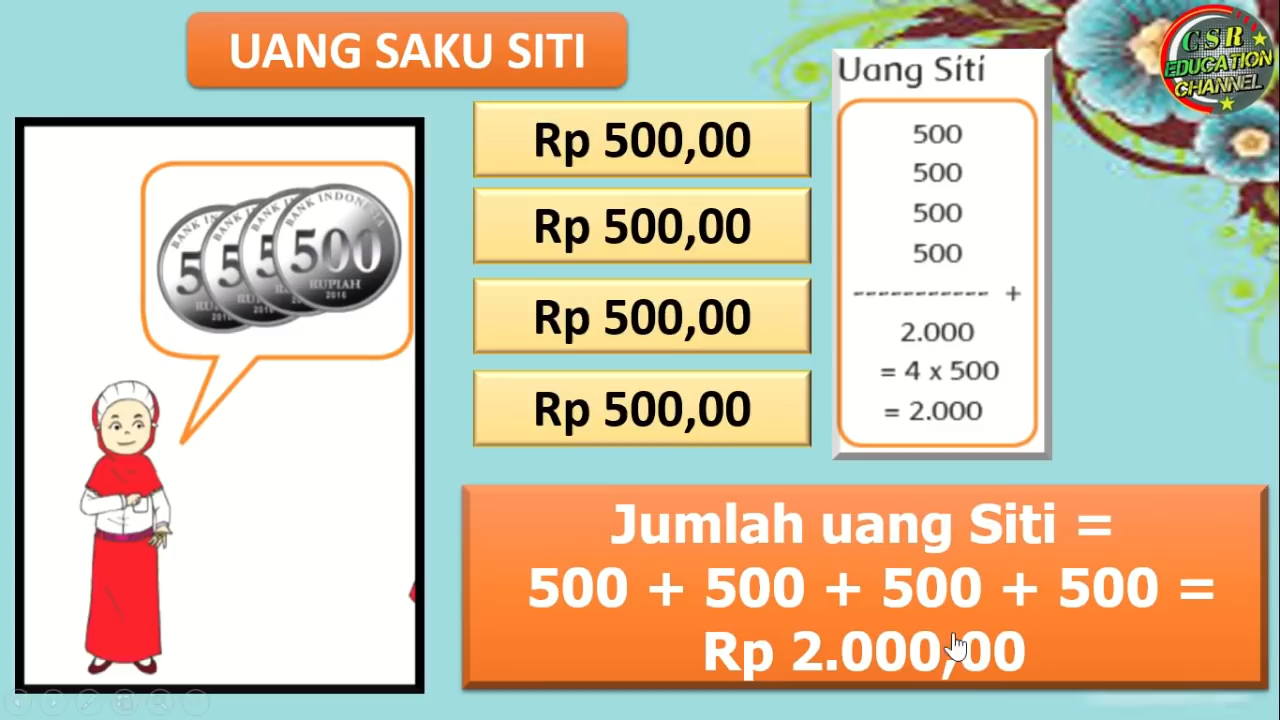 UANG SAKU SITI
CSR
EDUCATION
CHANNEL
BANK INDONESIA
500
RUPIAH
2016
Rp 500,00
Rp 500,00
Rp 500,00
Rp 500,00
Uang Siti
500
500
500
500
----------- +
2.000
= 4 x 500
= 2.000
Jumlah uang Siti =
500 + 500 + 500 + 500 =
Rp 2.000,00